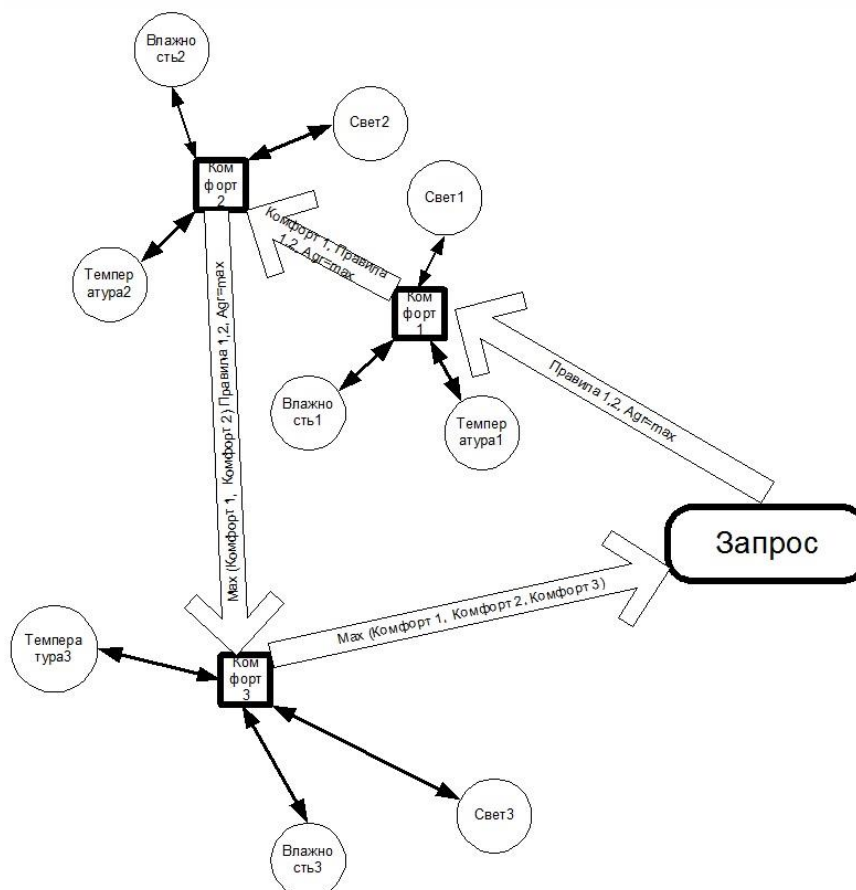 Влажно
сть2
Свет2
Ком
форт
2
Свет1
Комфорт 1, Правила
1,2, Agr=max
Темпер
атура2
Ком
форт
1
Правила 1,2, Agr=max
Влажно
сть1
Темпер
атура1
Max (Комфорт 1, Комфорт 2) Правила 1,2, Agr=max
Запрос
Max (Комфорт 1, Комфорт 2, Комфорт 3)
Темпера
тура3
Ком
форт
3
Свет3
Влажно
сть3